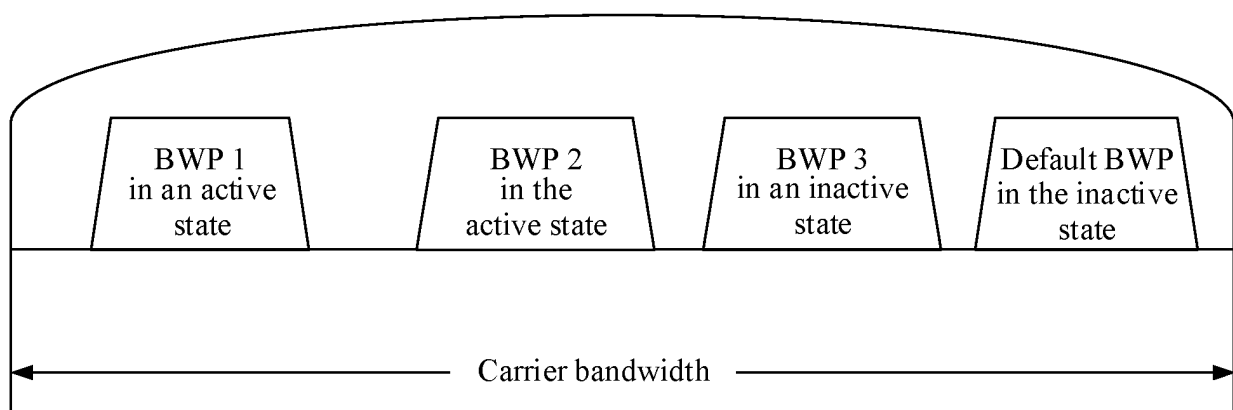 BWP 1
in an active
state
BWP 2
in the
active state
BWP 3
in an inactive
state
Default BWP
in the inactive
state
Carrier bandwidth